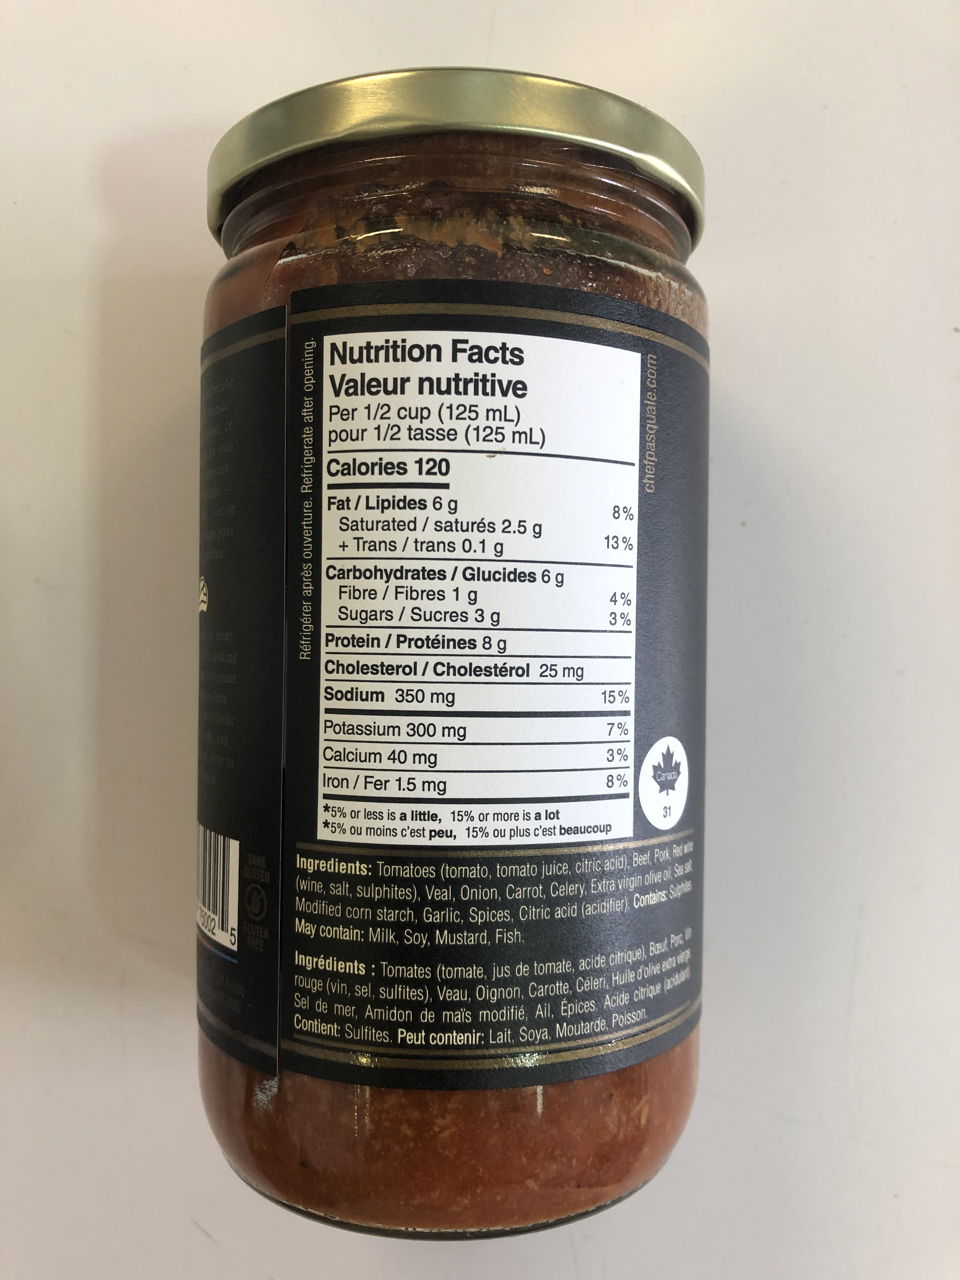 Nutrition Facts
Valeur nutritive
Per 1/2 cup (125 mL)
pour 1/2 tasse (125 mL)
Calories 120
Fat / Lipides 6 g 8%
Saturated / saturés 2.5 g
+ Trans / trans 0.1 g 13%
Carbohydrates / Glucides 6 g
Fibre / Fibres 1 g 4%
Sugars / Sucres 3 g 3%
Protein / Protéines 8 g
Cholesterol / Cholestérol 25 mg
Sodium 350 mg 15%
Potassium 300 mg 7%
Calcium 40 mg 3%
Iron / Fer 1.5 mg 8%
*5% or less is a little, 15% or more is a lot
*5% ou moins c'est peu, 15% ou plus c'est beaucoup
Réfrigérer après ouverture. Refrigerate after opening.
chefpasquale.com
Canada
31
Ingredients: Tomatoes (tomato, tomato juice, citric acid), Beef, Pork, Red wine
(wine, salt, sulphites), Veal, Onion, Carrot, Celery, Extra virgin olive oil, Sea salt,
Modified corn starch, Garlic, Spices, Citric acid (acidifier). Contains: Sulphites
May contain: Milk, Soy, Mustard, Fish.
Ingrédients : Tomates (tomate, jus de tomate, acide citrique), Bœuf, Porc, Vin
rouge (vin, sel, sulfites), Veau, Oignon, Carotte, Céleri, Huile d'olive extra vierge
Sel de mer, Amidon de maïs modifié, Ail, Épices, Acide citrique (acidulant)
Contient: Sulfites. Peut contenir: Lait, Soya, Moutarde, Poisson.
SANS
GLUTEN
GLUTEN
FREE
5